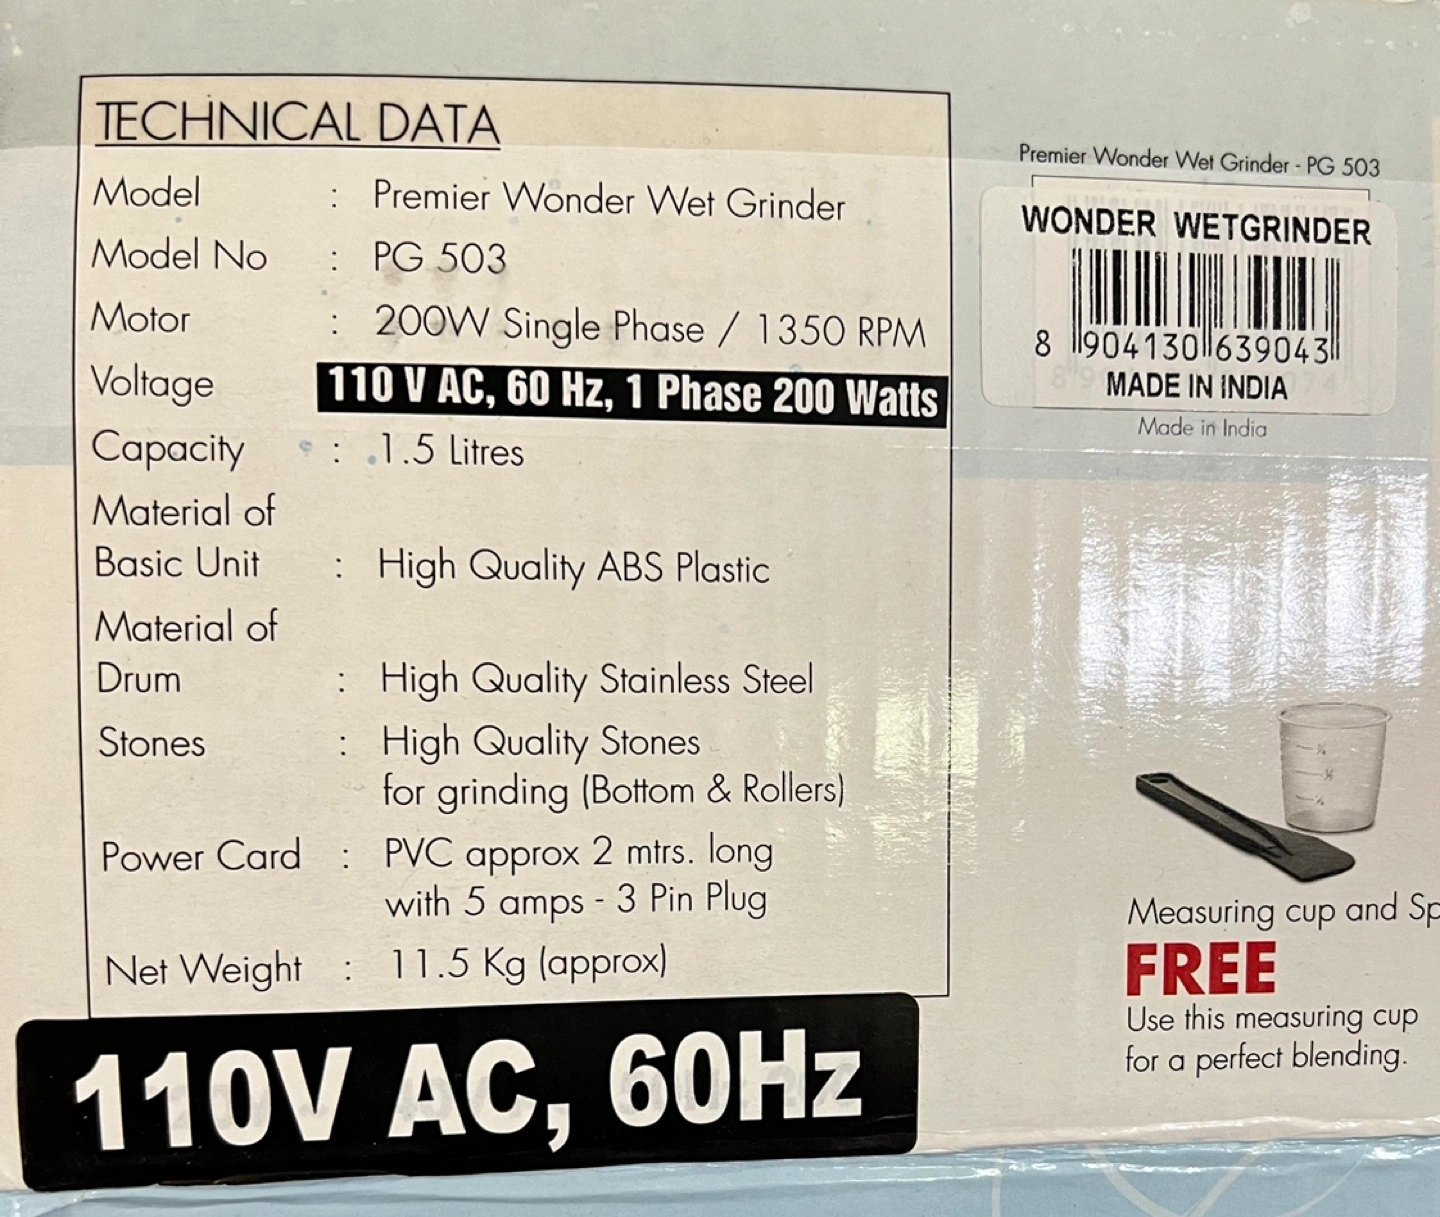 TECHNICAL DATA
Model : Premier Wonder Wet Grinder
Model No : PG 503
Motor : 200W Single Phase / 1350 RPM
Voltage 110 V AC, 60 Hz, 1 Phase 200 Watts
Capacity : 1.5 Litres
Material of
Basic Unit : High Quality ABS Plastic
Material of
Drum : High Quality Stainless Steel
Stones : High Quality Stones
for grinding (Bottom & Rollers)
Power Card : PVC approx 2 mtrs. long
with 5 amps - 3 Pin Plug
Net Weight : 11.5 Kg (approx)
110V AC, 60Hz
Premier Wonder Wet Grinder - PG 503
WONDER WETGRINDER
8 904130 639043
MADE IN INDIA
Made in India
Measuring cup and
FREE
Use this measuring cup
for a perfect blending.